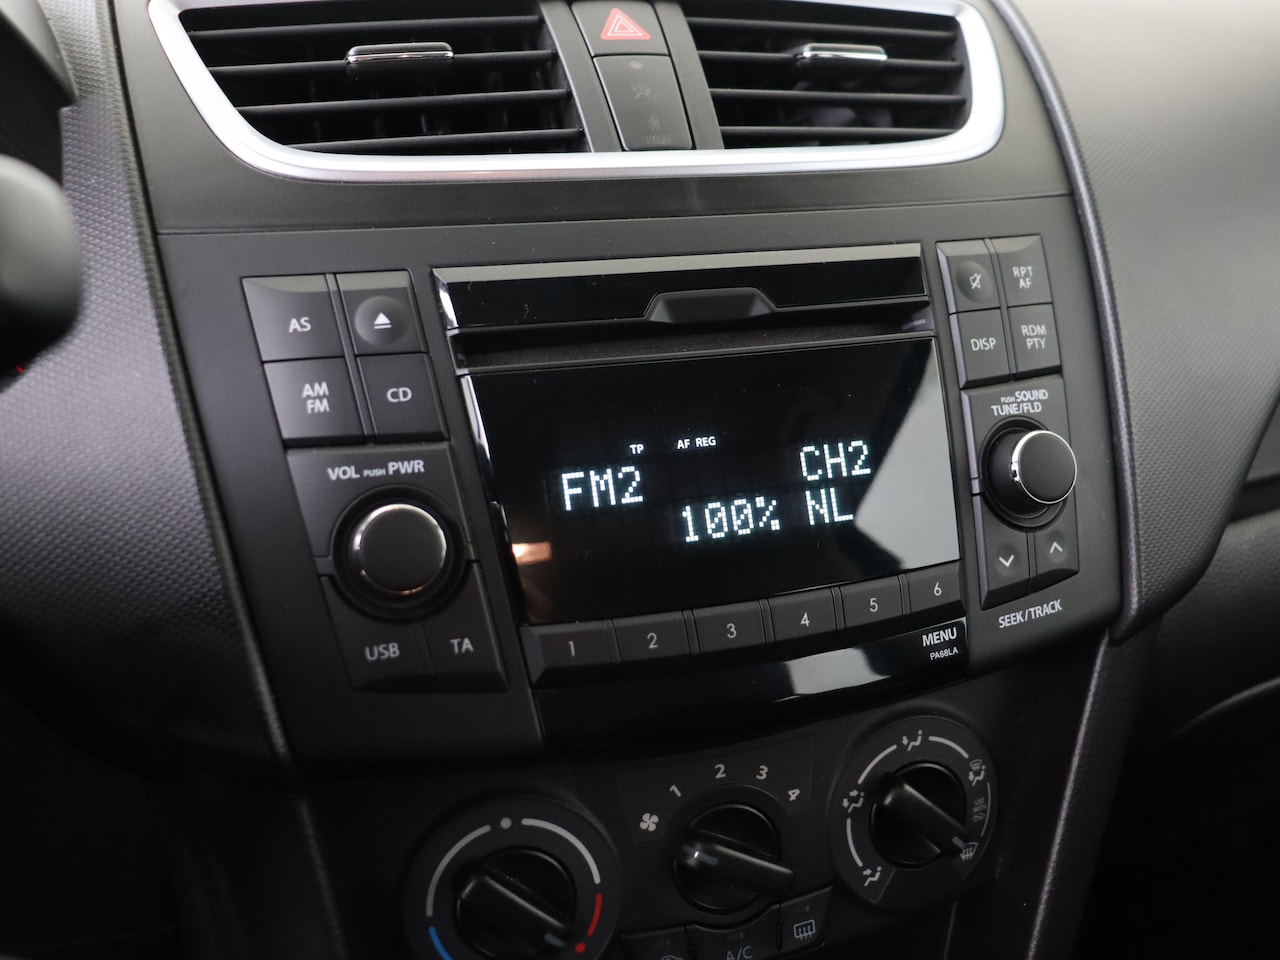 AS
RPT
AF
DISP
RDM
PTY
AM
FM
CD
PUSH SOUND
TUNE/FLD
VOL PUSH PWR
TP AF REG
FM2 CH2
100% NL
SEEK/TRACK
1 2 3 4 5 6
USB TA
MENU
PA68LA
1 2 3 4
A/C